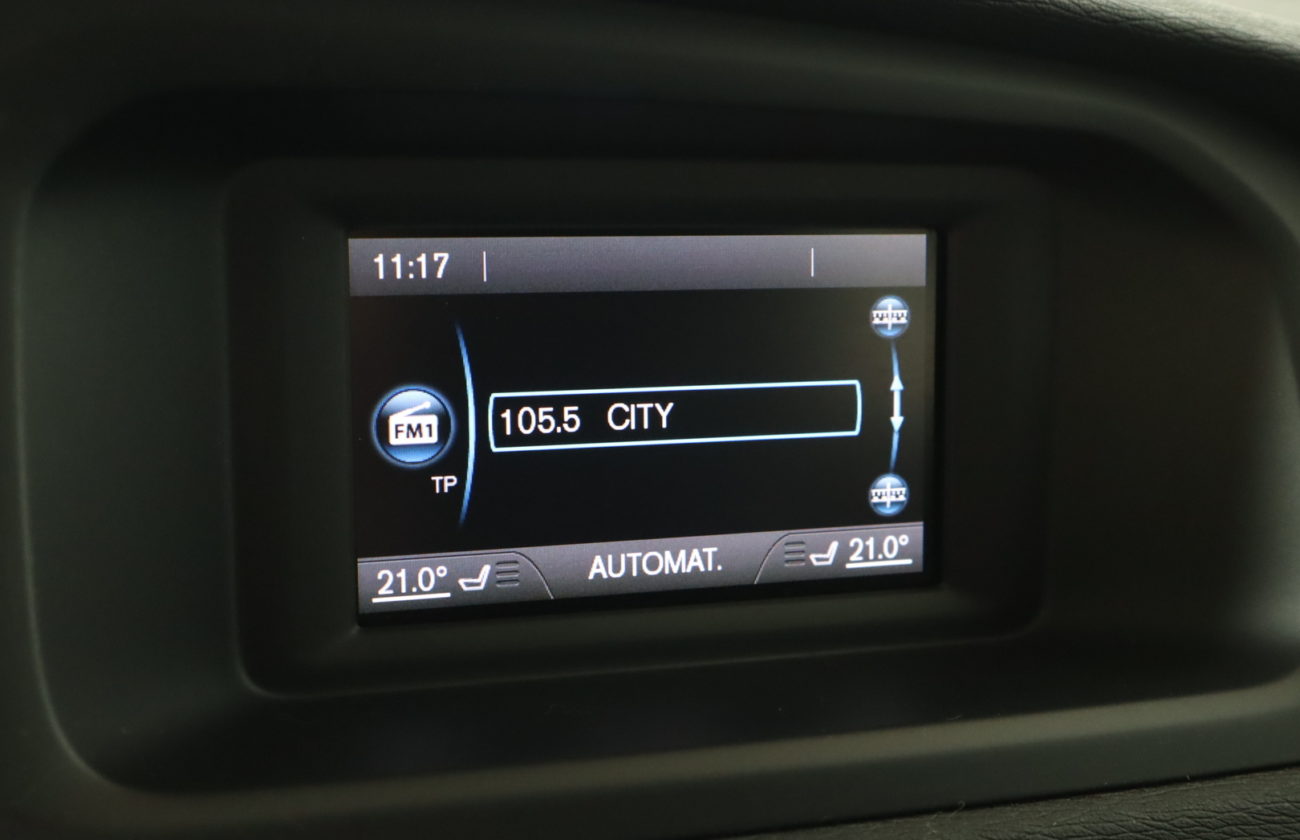 11:17
FM1
105.5 CITY
TP
21.0° AUTOMAT. 21.0°